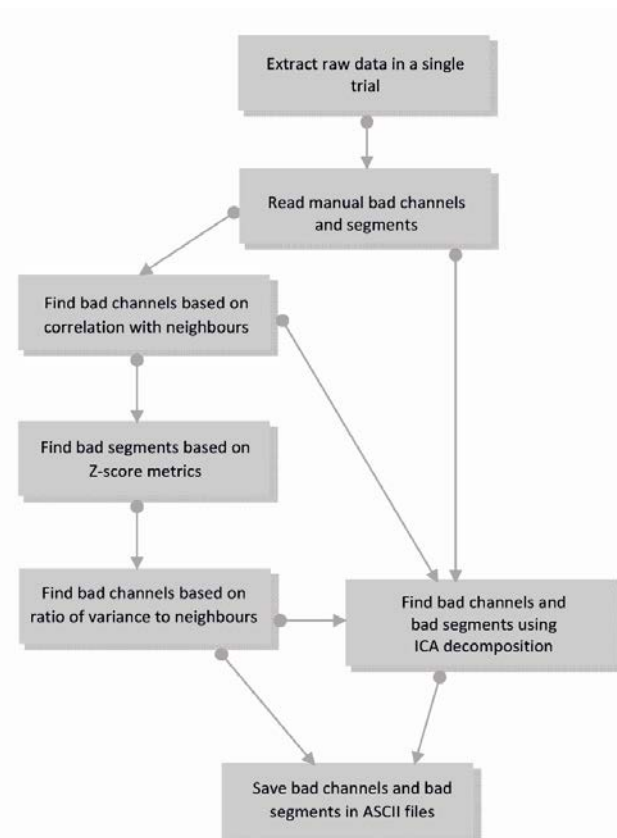 Extract raw data in a single
trial
Read manual bad channels
and segments
Find bad channels based on
correlation with neighbours
Find bad segments based on
Z-score metrics
Find bad channels based on
ratio of variance to neighbours
Find bad channels and
bad segments using
ICA decomposition
Save bad channels and bad
segments in ASCII files